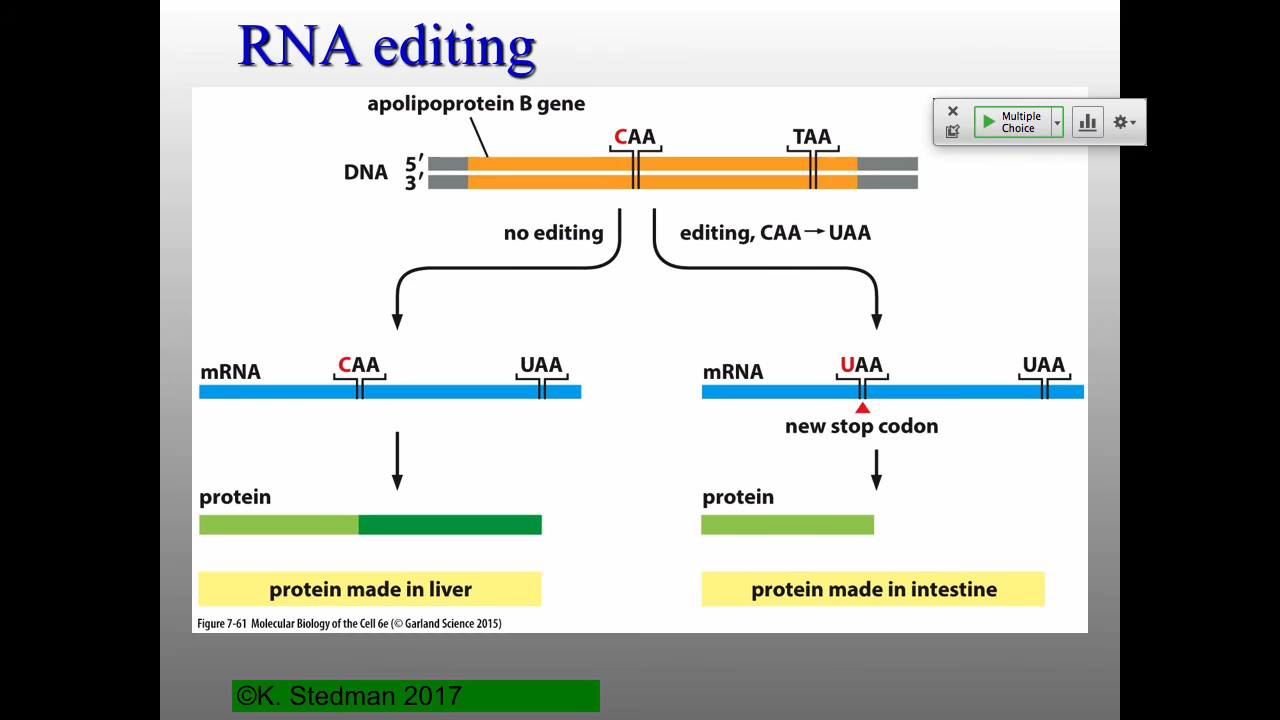 RNA editing
apolipoprotein B gene
Multiple
Choice
CAA
TAA
DNA
5′
3′
no editing
editing, CAA → UAA
mRNA
CAA
UAA
mRNA
UAA
UAA
new stop codon
protein
protein
protein made in liver
protein made in intestine
Figure 7-61 Molecular Biology of the Cell 6e (© Garland Science 2015)
©K. Stedman 2017